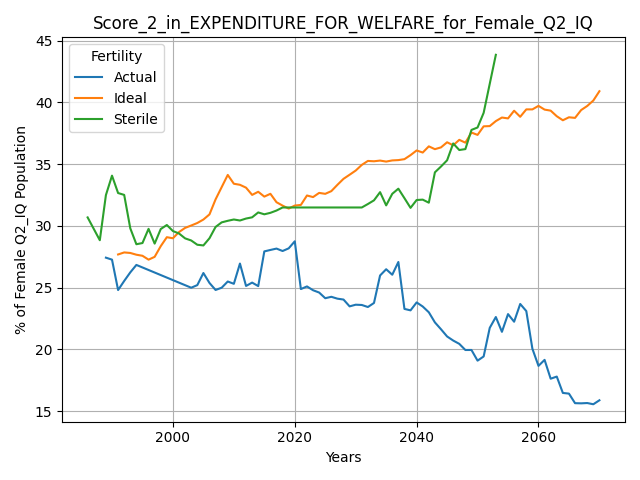 Score_2_in_EXPENDITURE_FOR_WELFARE_for_Female_Q2_IQ
Fertility
Actual
Ideal
Sterile
% of Female Q2_IQ Population
45
40
35
30
25
20
15
2000 2020 2040 2060
Years